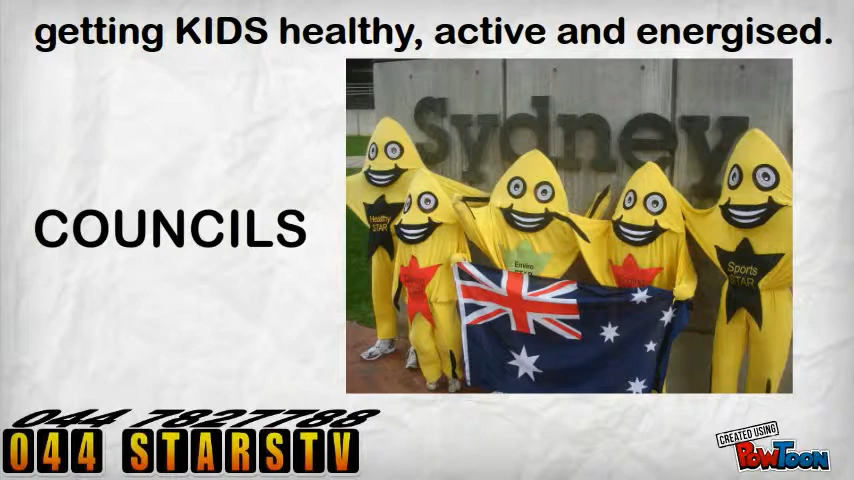 getting KIDS healthy, active and energised.
Sydney
COUNCILS
Healthy
STAR
Enviro
STAR
Sports
STAR
044 7827788
044 STARSTV
CREATED USING
POWTOON